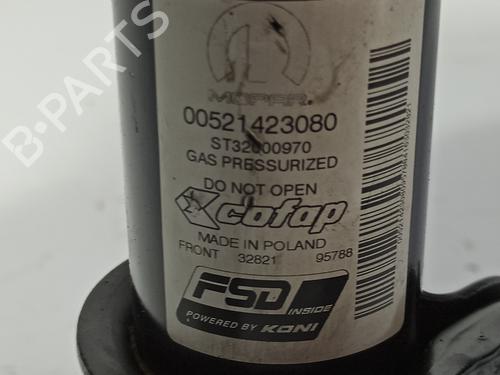 B-PARTS
MOPAR
00521423080
ST32000970
GAS PRESSURIZED
DO NOT OPEN
cofap
MADE IN POLAND
FRONT 32821 95788
FSD
INSIDE
POWERED BY KONI